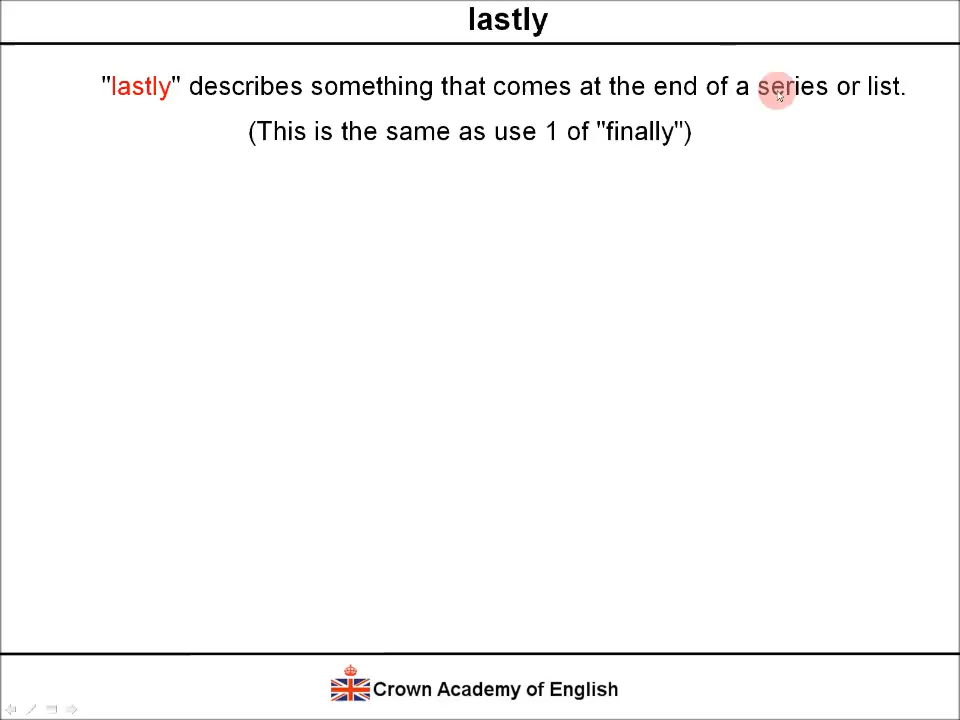 lastly
"lastly" describes something that comes at the end of a series or list.
(This is the same as use 1 of "finally")
Crown Academy of English